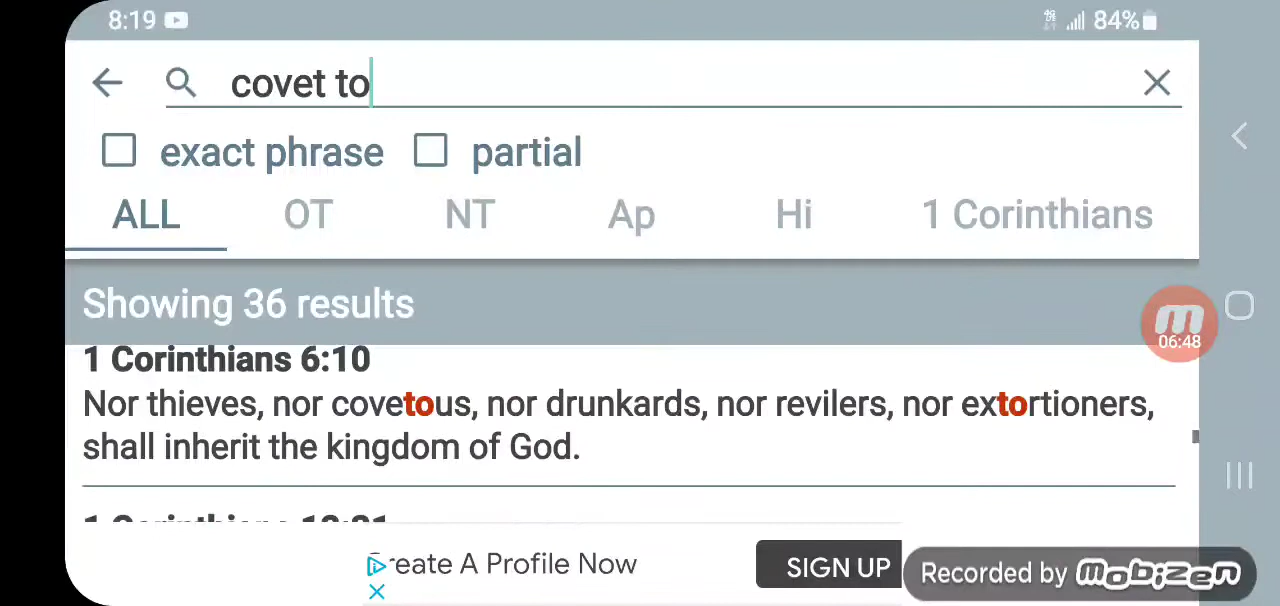 8:19 84%
covet to
exact phrase partial
ALL OT NT Ap Hi 1 Corinthians
Showing 36 results
06:48
1 Corinthians 6:10
Nor thieves, nor covetous, nor drunkards, nor revilers, nor extortioners,
shall inherit the kingdom of God.
reate A Profile Now SIGN UP
Recorded by mobizen